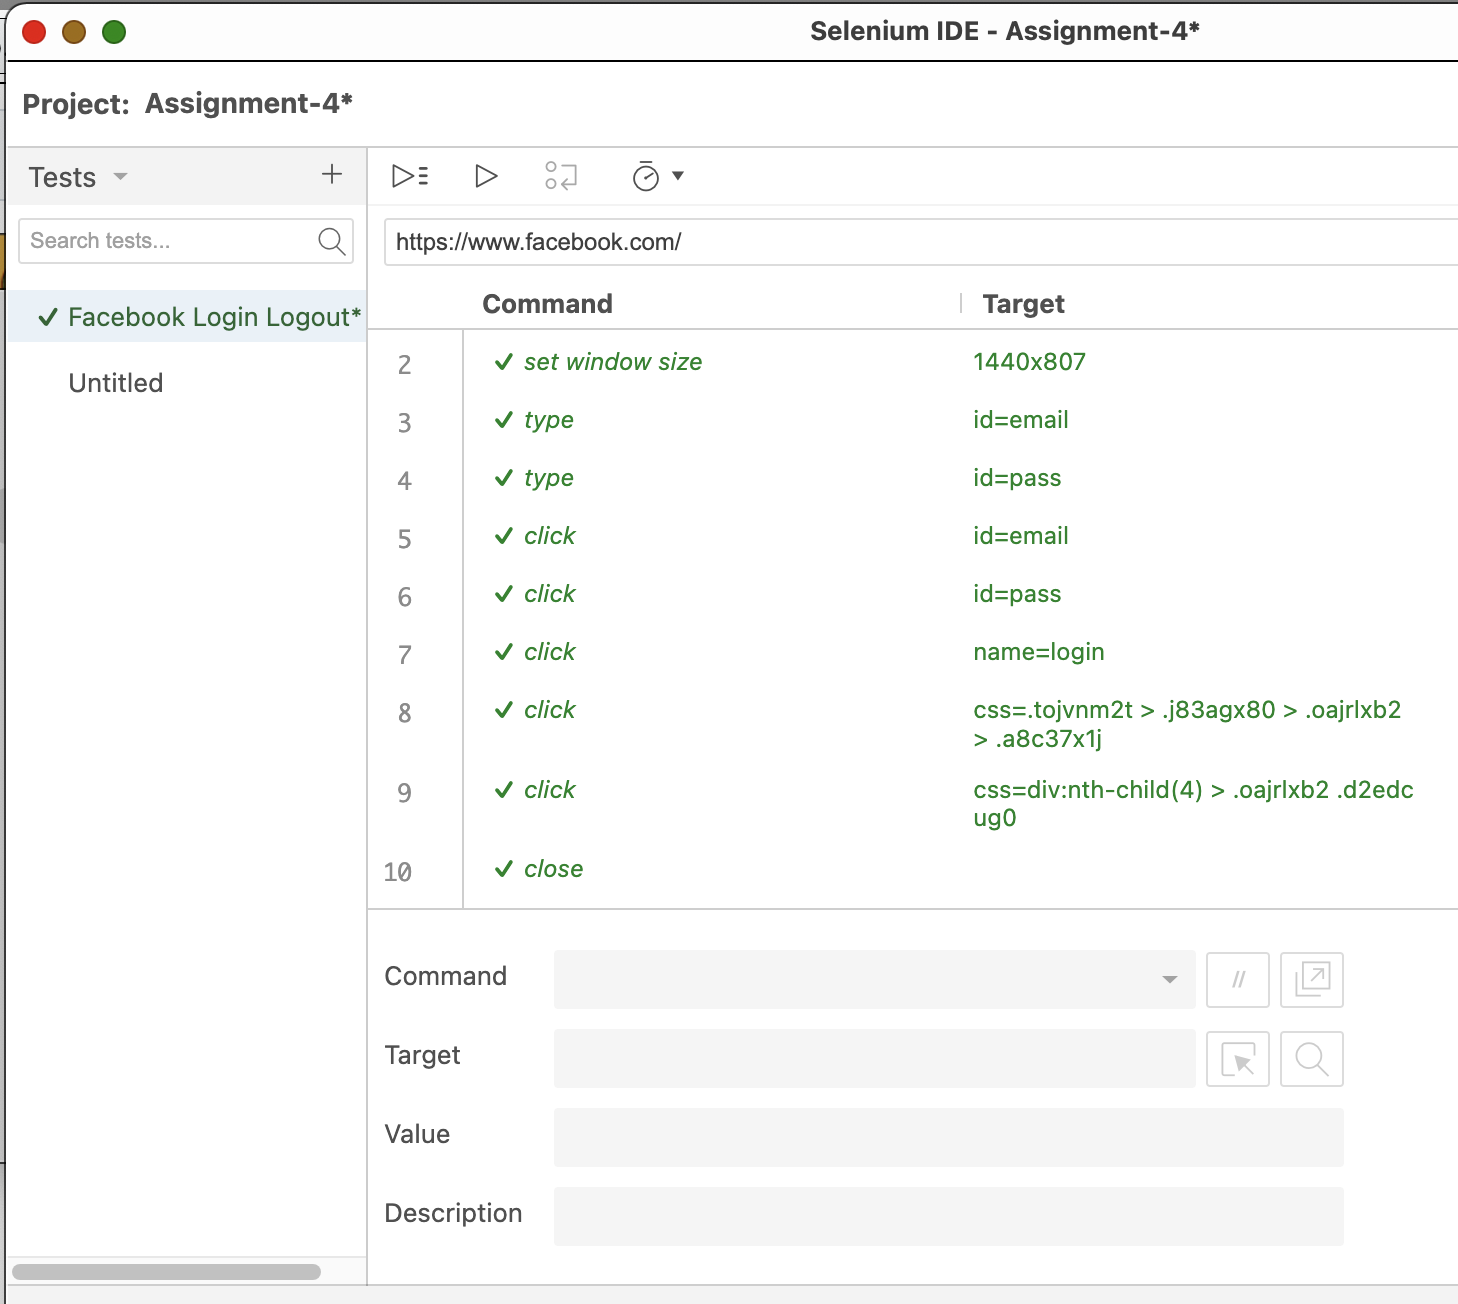 Selenium IDE - Assignment-4*
Project: Assignment-4*
Tests
Search tests...
Facebook Login Logout*
Untitled
https://www.facebook.com/
Command Target
2 set window size 1440x807
3 type id=email
4 type id=pass
5 click id=email
6 click id=pass
7 click name=login
8 click css=.tojvnm2t > .j83agx80 > .oajrlxb2
> .a8c37x1j
9 click css=div:nth-child(4) > .oajrlxb2 .d2edc
ug0
10 close
Command //
Target
Value
Description